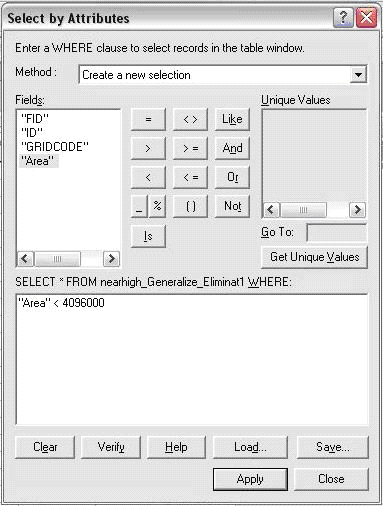 Select by Attributes
Enter a WHERE clause to select records in the table window.
Method : Create a new selection
Fields: Unique Values
"FID"
"ID"
"GRIDCODE"
"Area"
= < > Like
> > = And
< < = Or
_ % ( ) Not
Is
Go To:
Get Unique Values
SELECT * FROM nearhigh_Generalize_Eliminat1 WHERE:
"Area" < 4096000
Clear Verify Help Load... Save...
Apply Close